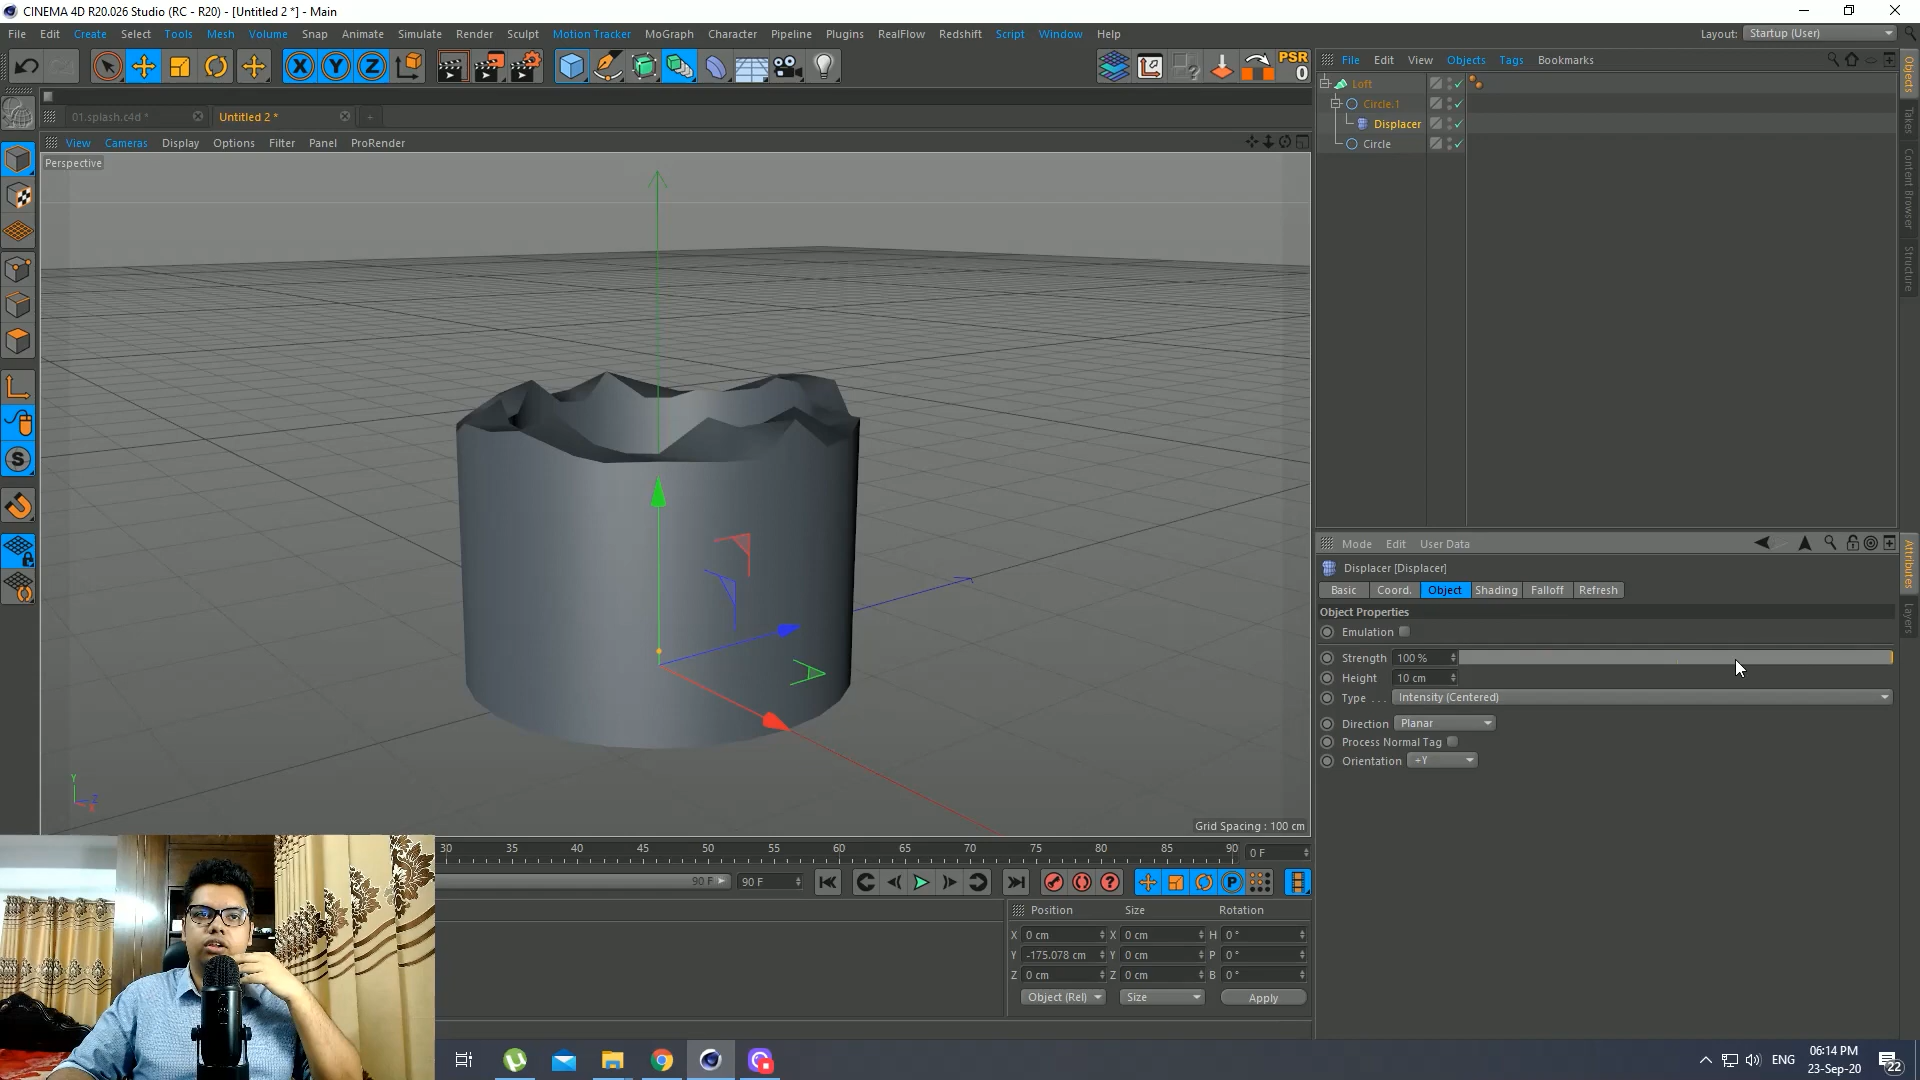 CINEMA 4D R20.026 Studio (RC - R20) - [Untitled 2 *] - Main
File Edit Create Select Tools Mesh Volume Snap Animate Simulate Render Sculpt Motion Tracker MoGraph Character Pipeline Plugins RealFlow Redshift Script Window Help
Layout: Startup (User)
X Y Z
PSR
0
File Edit View Objects Tags Bookmarks
01.splash.c4d *
Untitled 2 *
View Cameras Display Options Filter Panel ProRender
Perspective
Loft
Circle.1
Displacer
Circle
Objects
Takes
Content Browser
Structure
Mode Edit User Data
Displacer [Displacer]
Basic Coord. Object Shading Falloff Refresh
Object Properties
Emulation
Strength 100 %
Height 10 cm
Type . . . Intensity (Centered)
Direction Planar
Process Normal Tag
Orientation +Y
Attributes
Layers
S
Y
Z
X
Grid Spacing : 100 cm
30 35 40 45 50 55 60 65 70 75 80 85 90
0 F
90 F
90 F
P
Position Size Rotation
X 0 cm X 0 cm H 0 °
Y -175.078 cm Y 0 cm P 0 °
Z 0 cm Z 0 cm B 0 °
Object (Rel) Size Apply
ENG
06:14 PM
23-Sep-20
22